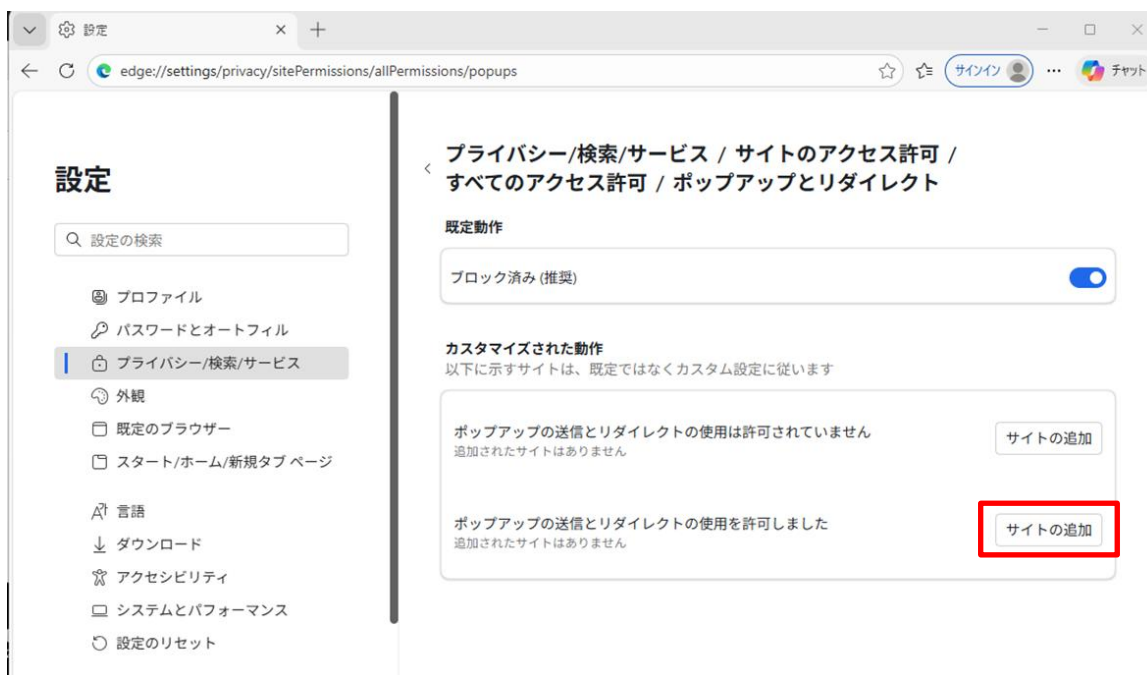 設定
edge://settings/privacy/sitePermissions/allPermissions/popups
サインイン
チャット
設定
設定の検索
プロファイル
パスワードとオートフィル
プライバシー/検索/サービス
外観
既定のブラウザー
スタート/ホーム/新規タブ ページ
言語
ダウンロード
アクセシビリティ
システムとパフォーマンス
設定のリセット
プライバシー/検索/サービス / サイトのアクセス許可 /
すべてのアクセス許可 / ポップアップとリダイレクト
既定動作
ブロック済み (推奨)
カスタマイズされた動作
以下に示すサイトは、既定ではなくカスタム設定に従います
ポップアップの送信とリダイレクトの使用は許可されていません
追加されたサイトはありません
サイトの追加
ポップアップの送信とリダイレクトの使用を許可しました
追加されたサイトはありません
サイトの追加